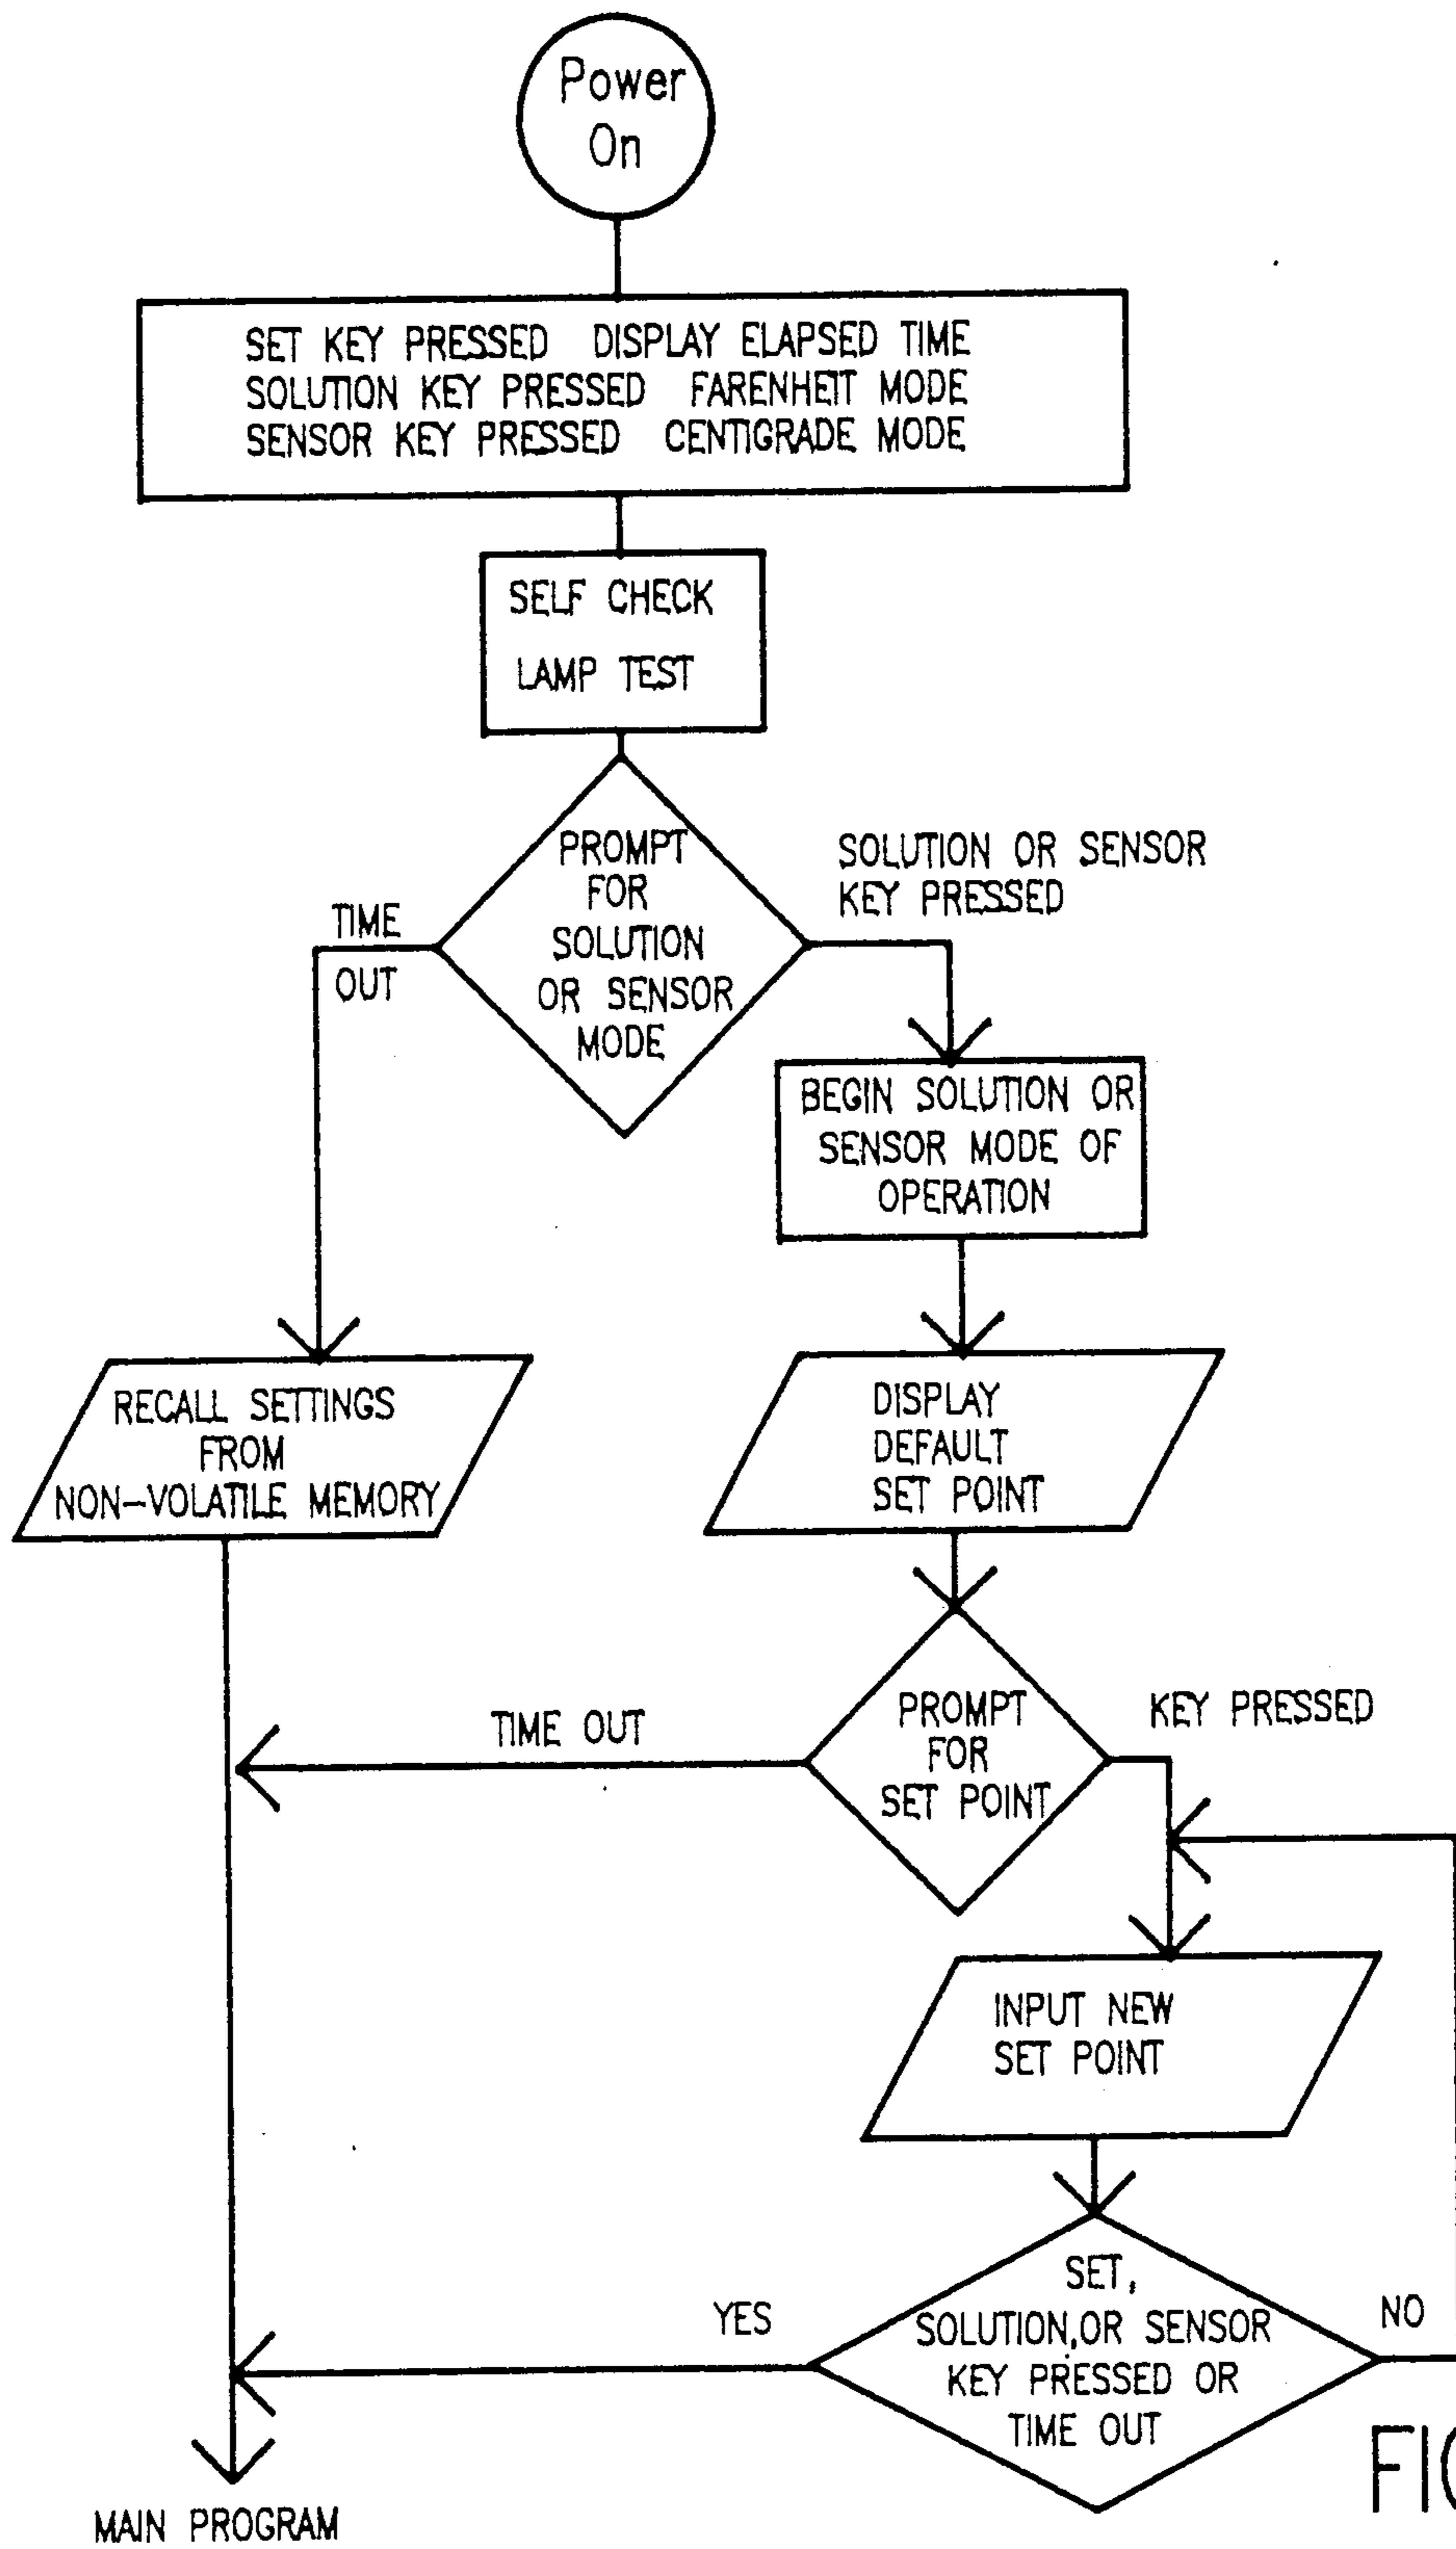 Power
On
SET KEY PRESSED DISPLAY ELAPSED TIME
SOLUTION KEY PRESSED FARENHEIT MODE
SENSOR KEY PRESSED CENTIGRADE MODE
SELF CHECK
LAMP TEST
PROMPT
FOR
SOLUTION
OR SENSOR
MODE
TIME
OUT
SOLUTION OR SENSOR
KEY PRESSED
BEGIN SOLUTION OR
SENSOR MODE OF
OPERATION
RECALL SETTINGS
FROM
NON-VOLATILE MEMORY
DISPLAY
DEFAULT
SET POINT
TIME OUT
PROMPT
FOR
SET POINT
KEY PRESSED
INPUT NEW
SET POINT
YES
SET,
SOLUTION,OR SENSOR
KEY PRESSED OR
TIME OUT
NO
MAIN PROGRAM